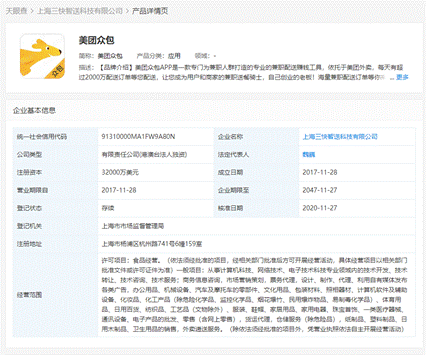 天眼查 > 上海三快智送科技有限公司 > 产品详情页
众包
美团众包
简称：美团众包 产品分类：应用 领域：-
描述：【品牌介绍】美团众包APP是一款专门为兼职人群打造的专业的兼职配送赚钱工具，依托于美团外卖，每天有超
过2000万配送订单等您配送，让您成为用户和商家的兼职送餐骑士，自己创业的老板！海量兼职配送订单等你 ... 更多
企业基本信息
统一社会信用代码 91310000MA1FW9A80N 企业名称 上海三快智送科技有限公司
公司类型 有限责任公司(港澳台法人独资) 法定代表人 魏巍
注册资本 32000万美元 成立日期 2017-11-28
营业期限自 2017-11-28 企业期限至 2047-11-27
登记状态 存续 核准日期 2020-11-27
登记机关 上海市市场监督管理局
注册地址 上海市杨浦区杭州路741号6幢159室
经营范围
许可项目：食品经营。（依法须经批准的项目，经相关部门批准后方可开展经营活动，具体经营项目以相关部门
批准文件或许可证件为准）一般项目：从事计算机科技、网络技术、电子技术科技专业领域内的技术开发、技术
转让、技术咨询、技术服务；商务信息咨询，市场营销策划，票务代理，设计、制作、代理、利用自有媒体发布
各类广告，办公用品、机械设备、汽车及摩托车的零部件、文化用品、包装材料、照相器材、计算机软件及辅助
设备、化妆品、化工产品（除危险化学品、监控化学品、烟花爆竹、民用爆炸物品、易制毒化学品）、体育用
品、日用百货、纺织品、工艺品（文物除外）、服装、鞋帽、家居用品、家用电器、珠宝首饰、一类医疗器械、
通讯设备、电子产品的批发、零售（含网上零售），货运代理，仓储服务（除危险品），纸制品、塑料制品、日
用木制品、卫生用品的销售，外卖递送服务。（除依法须经批准的项目外，凭营业执照依法自主开展经营活动）